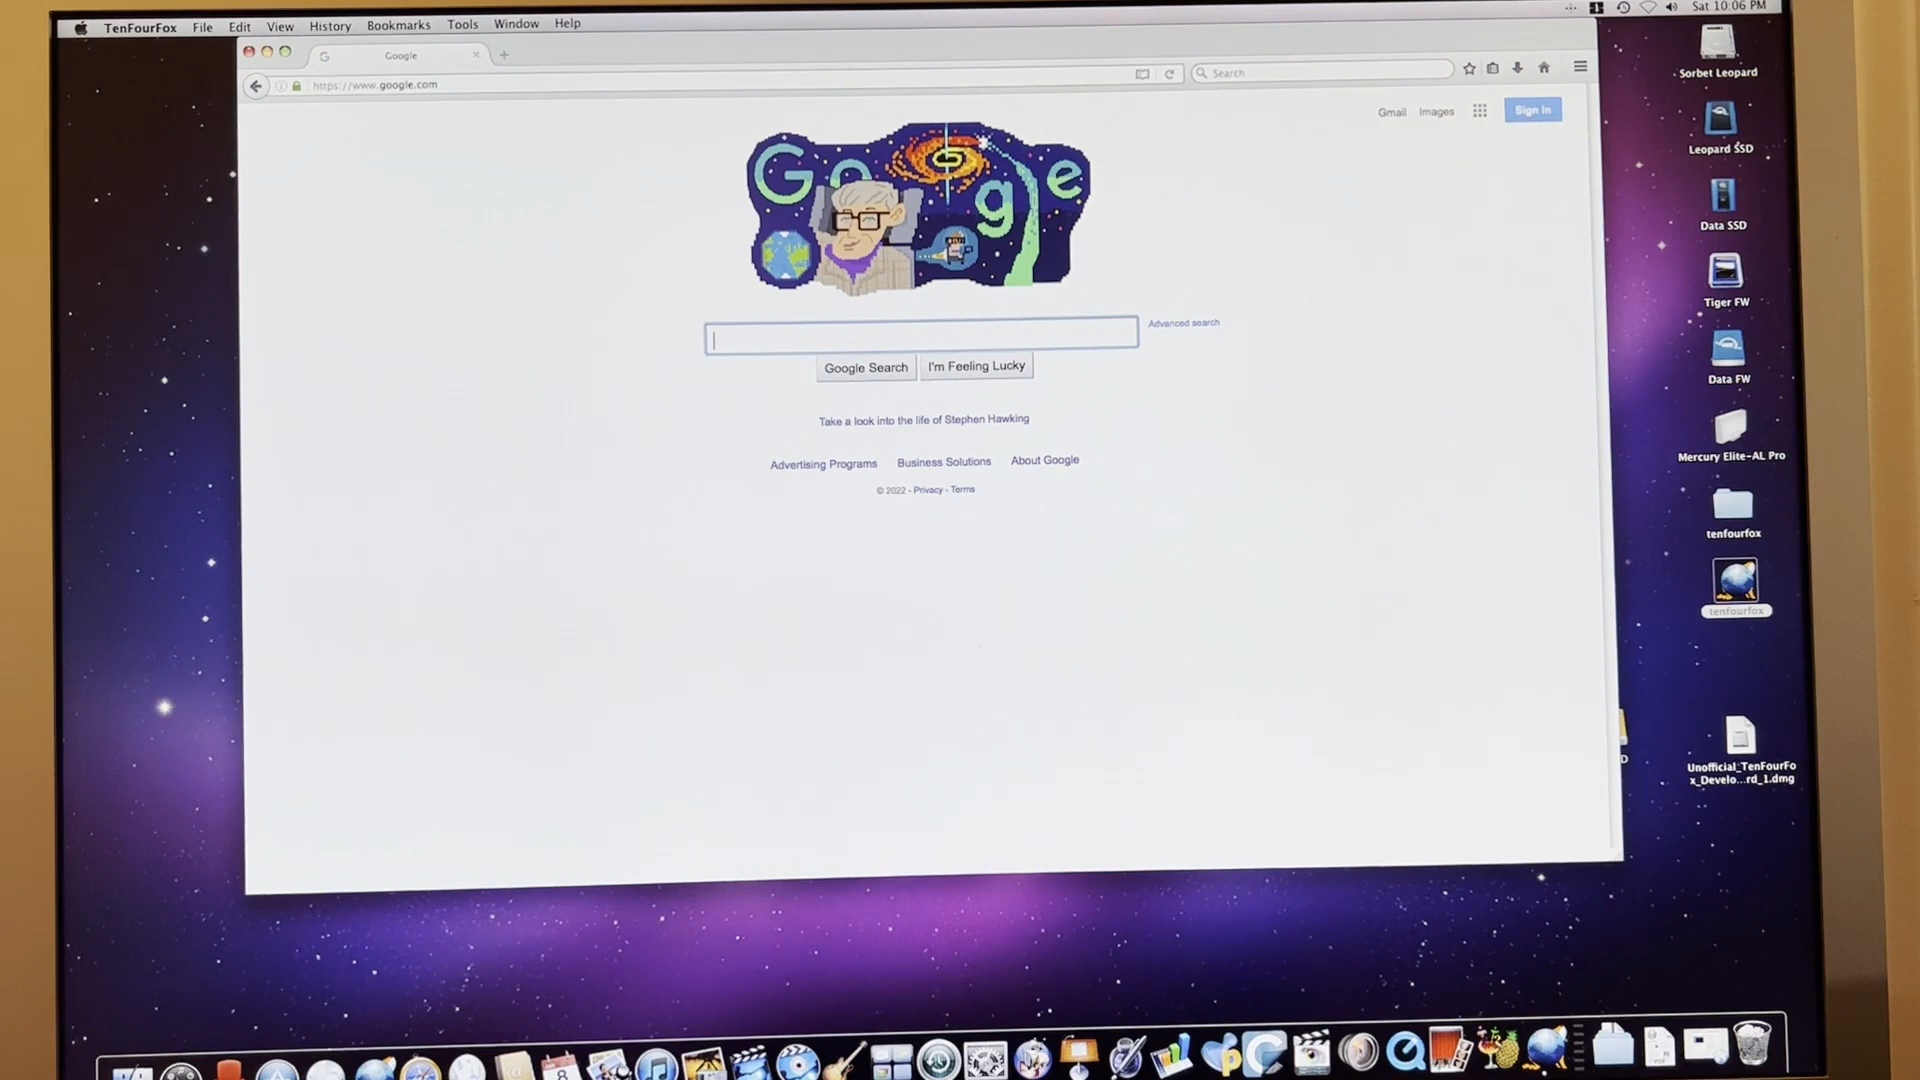 TenFourFox File Edit View History Bookmarks Tools Window Help
Sat 10:06 PM
Google
https://www.google.com
Search
Gmail Images Sign in
Google
Advanced search
Google Search I'm Feeling Lucky
Take a look into the life of Stephen Hawking
Advertising Programs Business Solutions About Google
© 2022 - Privacy - Terms
Sorbet Leopard
Leopard SSD
Data SSD
Tiger FW
Data FW
Mercury Elite-AL Pro
tenfourfox
tenfourfox
D
Unofficial_TenFourFo
x_Develo...rd_1.dmg
8